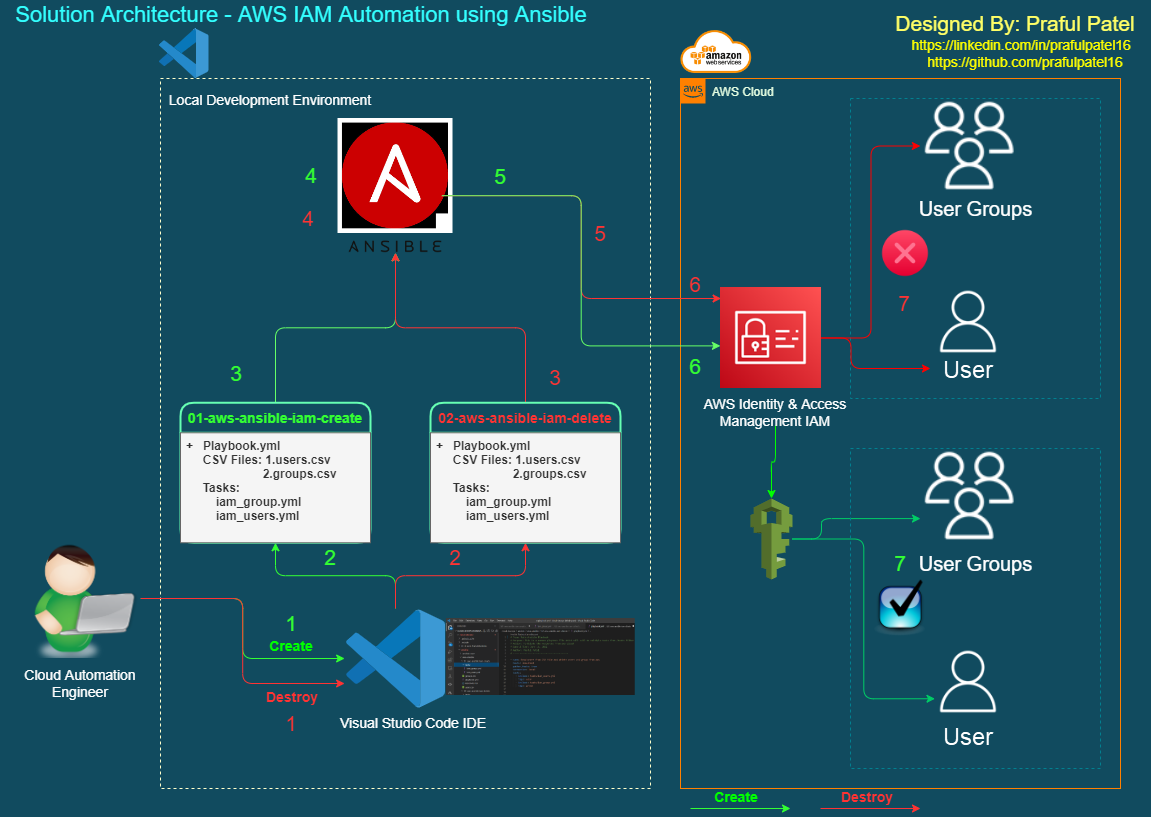 Solution Architecture - AWS IAM Automation using Ansible
Designed By: Praful Patel
https://linkedin.com/in/prafulpatel16
https://github.com/prafulpatel16
amazon
web services
aws
AWS Cloud
Local Development Environment
ANSIBLE
4
4
5
5
6
6
7
User Groups
User
AWS Identity & Access
Management IAM
3
3
01-aws-ansible-iam-create
+ Playbook.yml
CSV Files: 1.users.csv
2.groups.csv
Tasks:
iam_group.yml
iam_users.yml
02-aws-ansible-iam-delete
+ Playbook.yml
CSV Files: 1.users.csv
2.groups.csv
Tasks:
iam_group.yml
iam_users.yml
2
2
7
User Groups
User
Cloud Automation
Engineer
1
Create
Destroy
1
Visual Studio Code IDE
Create
Destroy